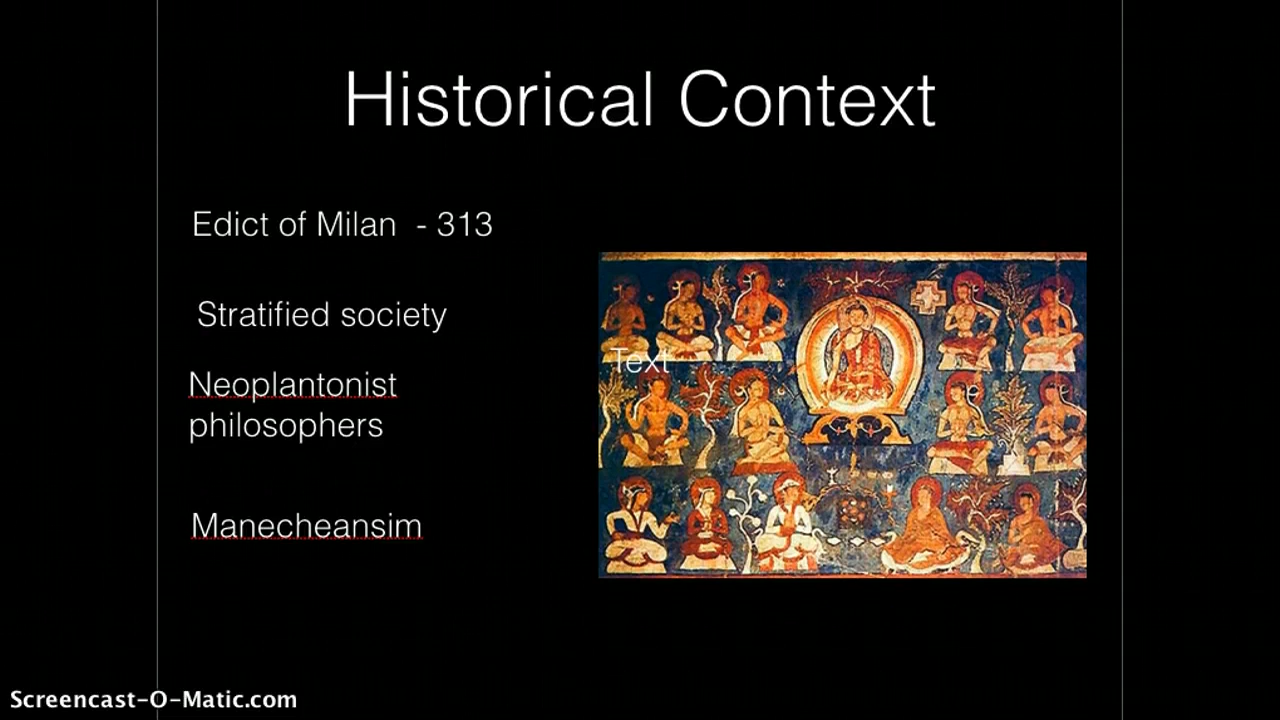 Historical Context
Edict of Milan - 313
Stratified society
Neoplantonist
philosophers
Manecheansim
Text
Screencast-O-Matic.com